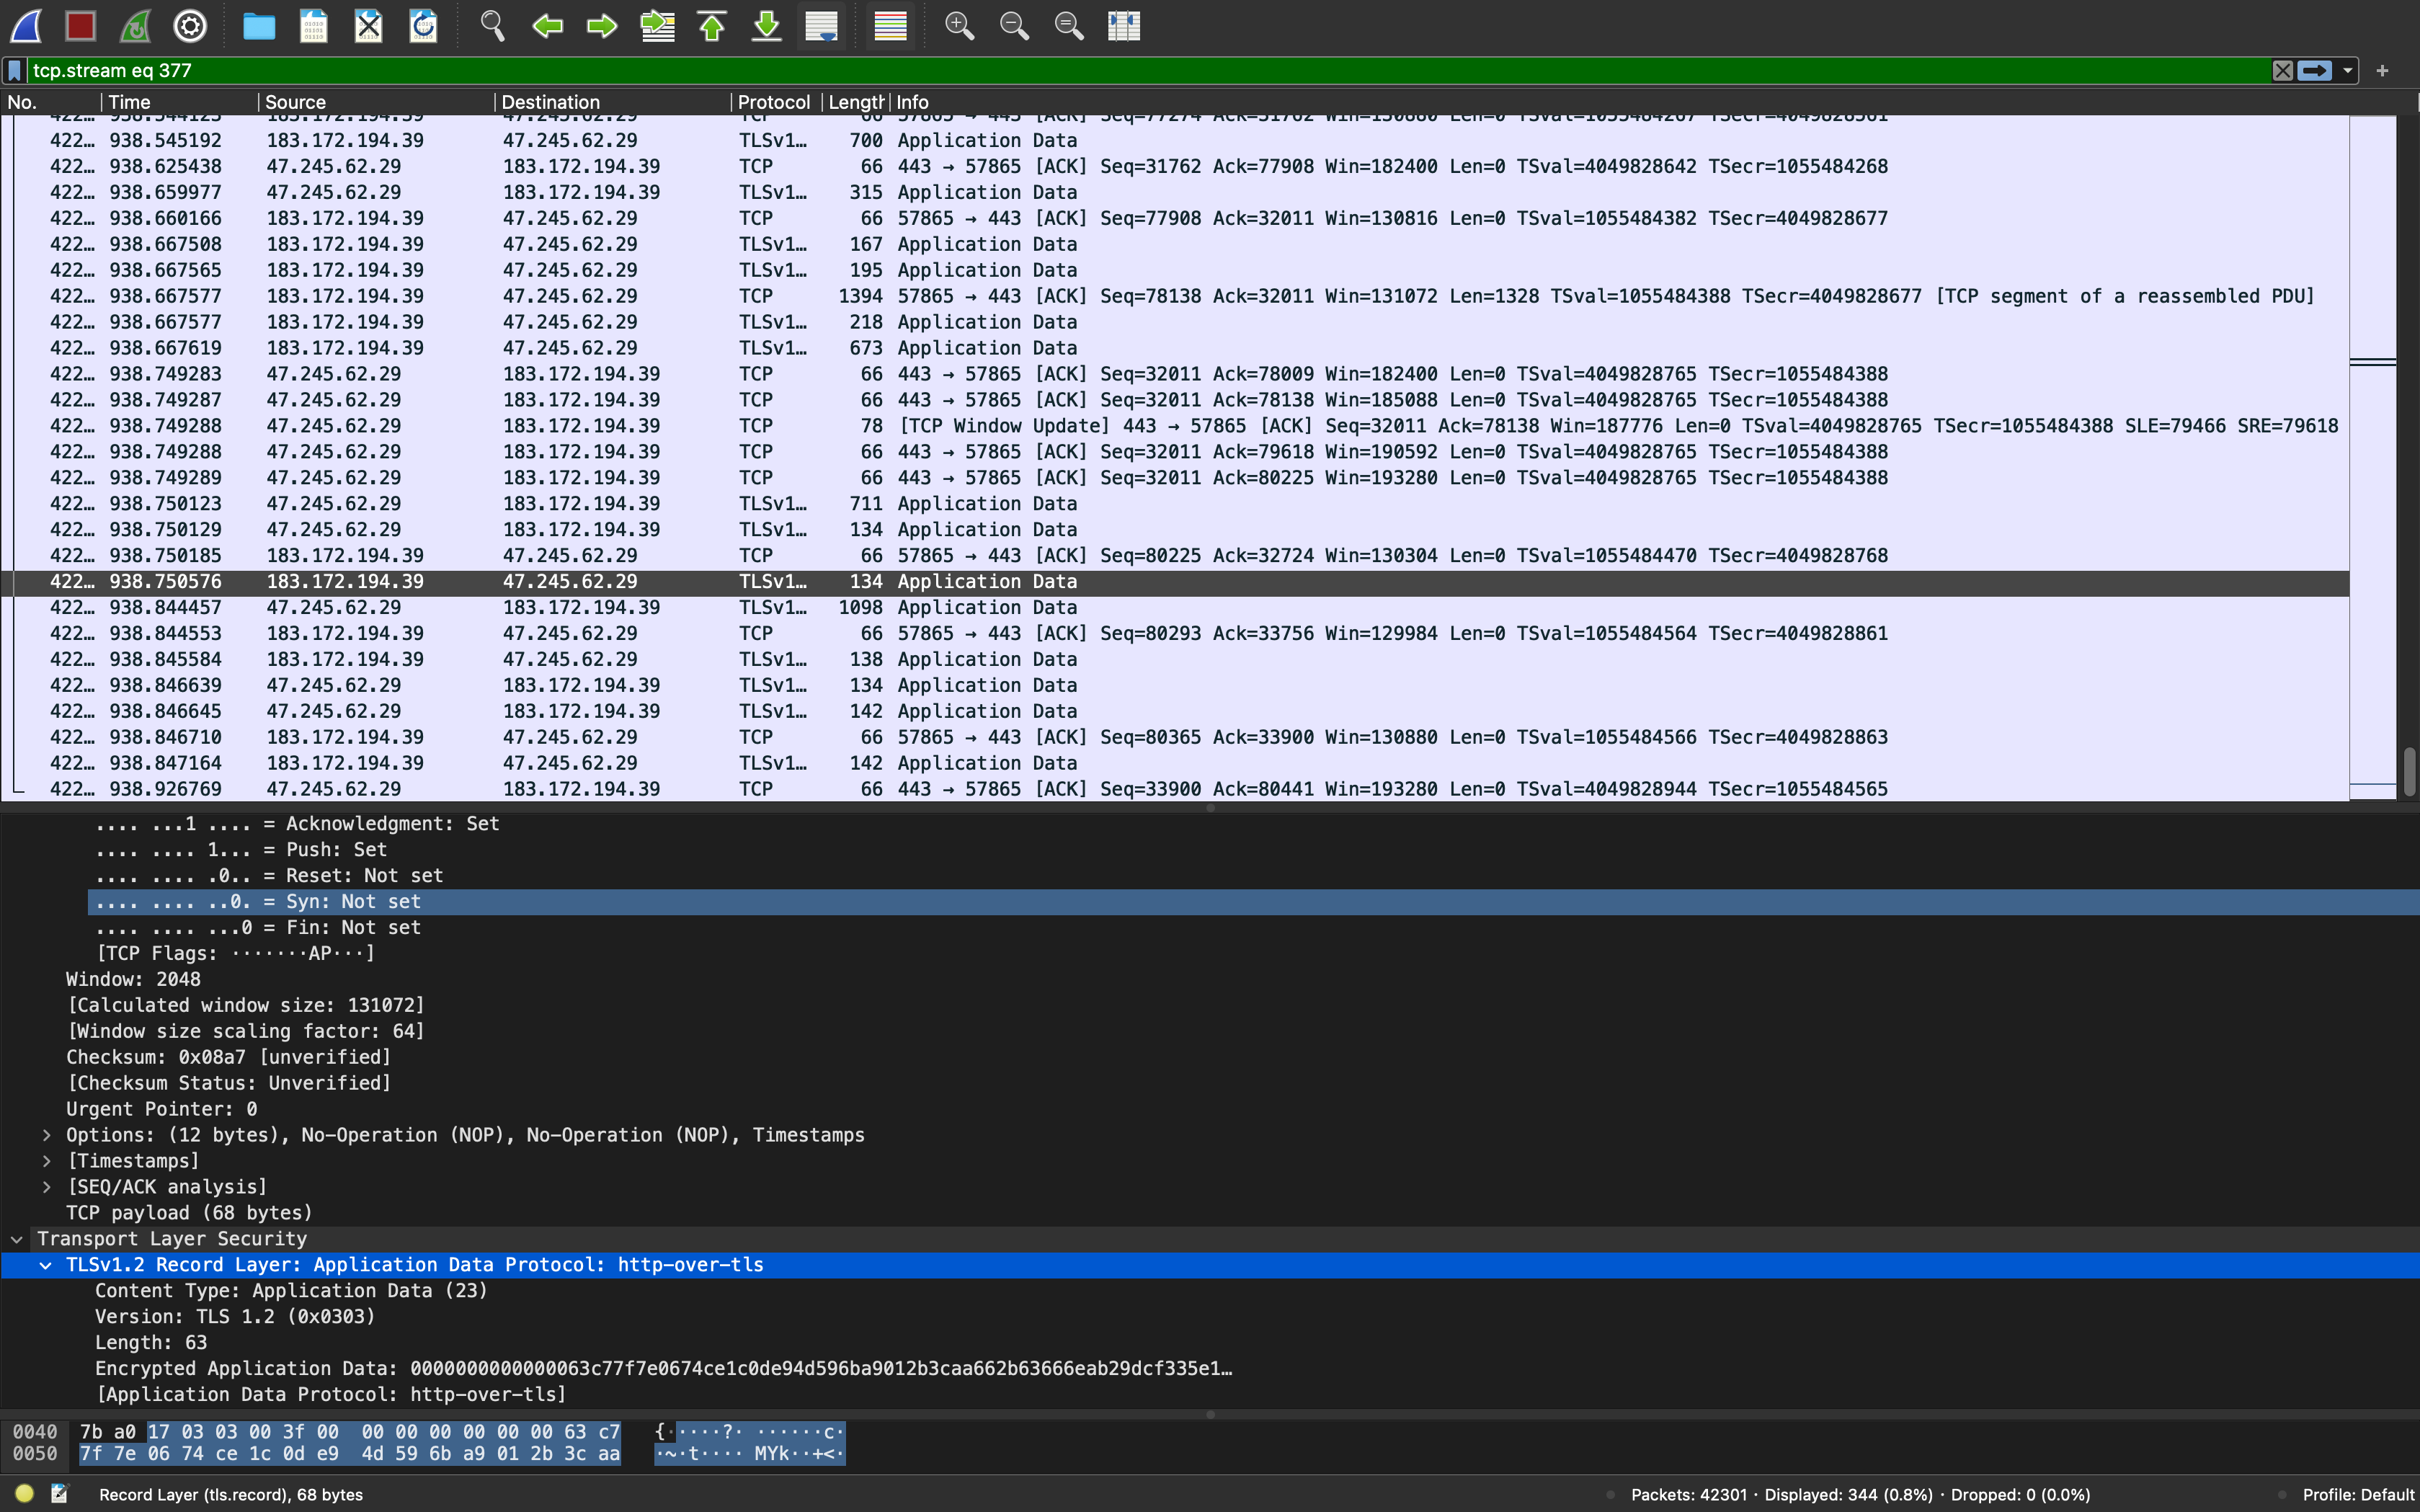 tcp.stream eq 377
No. Time Source Destination Protocol Length Info
422… 938.544123 183.172.194.39 47.245.62.29 TCP 66 57865 → 443 [ACK] Seq=77274 Ack=31762 Win=130880 Len=0 TSval=1055484267 TSecr=4049828561
422… 938.545192 183.172.194.39 47.245.62.29 TLSv1… 700 Application Data
422… 938.625438 47.245.62.29 183.172.194.39 TCP 66 443 → 57865 [ACK] Seq=31762 Ack=77908 Win=182400 Len=0 TSval=4049828642 TSecr=1055484268
422… 938.659977 47.245.62.29 183.172.194.39 TLSv1… 315 Application Data
422… 938.660166 183.172.194.39 47.245.62.29 TCP 66 57865 → 443 [ACK] Seq=77908 Ack=32011 Win=130816 Len=0 TSval=1055484382 TSecr=4049828677
422… 938.667508 183.172.194.39 47.245.62.29 TLSv1… 167 Application Data
422… 938.667565 183.172.194.39 47.245.62.29 TLSv1… 195 Application Data
422… 938.667577 183.172.194.39 47.245.62.29 TCP 1394 57865 → 443 [ACK] Seq=78138 Ack=32011 Win=131072 Len=1328 TSval=1055484388 TSecr=4049828677 [TCP segment of a reassembled PDU]
422… 938.667577 183.172.194.39 47.245.62.29 TLSv1… 218 Application Data
422… 938.667619 183.172.194.39 47.245.62.29 TLSv1… 673 Application Data
422… 938.749283 47.245.62.29 183.172.194.39 TCP 66 443 → 57865 [ACK] Seq=32011 Ack=78009 Win=182400 Len=0 TSval=4049828765 TSecr=1055484388
422… 938.749287 47.245.62.29 183.172.194.39 TCP 66 443 → 57865 [ACK] Seq=32011 Ack=78138 Win=185088 Len=0 TSval=4049828765 TSecr=1055484388
422… 938.749288 47.245.62.29 183.172.194.39 TCP 78 [TCP Window Update] 443 → 57865 [ACK] Seq=32011 Ack=78138 Win=187776 Len=0 TSval=4049828765 TSecr=1055484388 SLE=79466 SRE=79618
422… 938.749288 47.245.62.29 183.172.194.39 TCP 66 443 → 57865 [ACK] Seq=32011 Ack=79618 Win=190592 Len=0 TSval=4049828765 TSecr=1055484388
422… 938.749289 47.245.62.29 183.172.194.39 TCP 66 443 → 57865 [ACK] Seq=32011 Ack=80225 Win=193280 Len=0 TSval=4049828765 TSecr=1055484388
422… 938.750123 47.245.62.29 183.172.194.39 TLSv1… 711 Application Data
422… 938.750129 47.245.62.29 183.172.194.39 TLSv1… 134 Application Data
422… 938.750185 183.172.194.39 47.245.62.29 TCP 66 57865 → 443 [ACK] Seq=80225 Ack=32724 Win=130304 Len=0 TSval=1055484470 TSecr=4049828768
422… 938.750576 183.172.194.39 47.245.62.29 TLSv1… 134 Application Data
422… 938.844457 47.245.62.29 183.172.194.39 TLSv1… 1098 Application Data
422… 938.844553 183.172.194.39 47.245.62.29 TCP 66 57865 → 443 [ACK] Seq=80293 Ack=33756 Win=129984 Len=0 TSval=1055484564 TSecr=4049828861
422… 938.845584 183.172.194.39 47.245.62.29 TLSv1… 138 Application Data
422… 938.846639 47.245.62.29 183.172.194.39 TLSv1… 134 Application Data
422… 938.846645 47.245.62.29 183.172.194.39 TLSv1… 142 Application Data
422… 938.846710 183.172.194.39 47.245.62.29 TCP 66 57865 → 443 [ACK] Seq=80365 Ack=33900 Win=130880 Len=0 TSval=1055484566 TSecr=4049828863
422… 938.847164 183.172.194.39 47.245.62.29 TLSv1… 142 Application Data
422… 938.926769 47.245.62.29 183.172.194.39 TCP 66 443 → 57865 [ACK] Seq=33900 Ack=80441 Win=193280 Len=0 TSval=4049828944 TSecr=1055484565
.... ...1 .... = Acknowledgment: Set
.... .... 1... = Push: Set
.... .... .0.. = Reset: Not set
.... .... ..0. = Syn: Not set
.... .... ...0 = Fin: Not set
[TCP Flags: ·······AP···]
Window: 2048
[Calculated window size: 131072]
[Window size scaling factor: 64]
Checksum: 0x08a7 [unverified]
[Checksum Status: Unverified]
Urgent Pointer: 0
Options: (12 bytes), No-Operation (NOP), No-Operation (NOP), Timestamps
[Timestamps]
[SEQ/ACK analysis]
TCP payload (68 bytes)
Transport Layer Security
TLSv1.2 Record Layer: Application Data Protocol: http-over-tls
Content Type: Application Data (23)
Version: TLS 1.2 (0x0303)
Length: 63
Encrypted Application Data: 0000000000000063c77f7e0674ce1c0de94d596ba9012b3caa662b63666eab29dcf335e1…
[Application Data Protocol: http-over-tls]
0040 7b a0 17 03 03 00 3f 00 00 00 00 00 00 00 63 c7 {·····?· ······c·
0050 7f 7e 06 74 ce 1c 0d e9 4d 59 6b a9 01 2b 3c aa ·~·t···· MYk··+<·
Record Layer (tls.record), 68 bytes
Packets: 42301 · Displayed: 344 (0.8%) · Dropped: 0 (0.0%)
Profile: Default